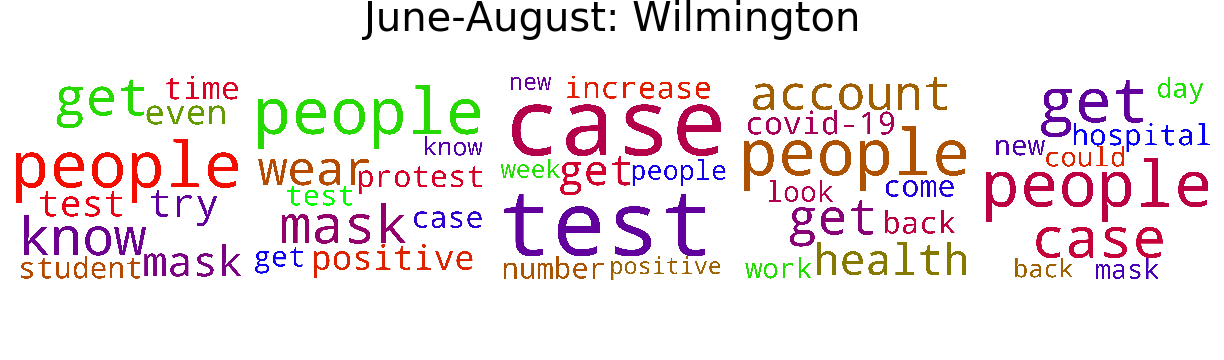 June-August: Wilmington
get time
even
people
test try
know
student mask
people
know
wear protest
test
mask case
get positive
new increase
case
week get people
test
number positive
account
covid-19
people
look come
get back
work health
get day
new hospital
could
people
case
back mask